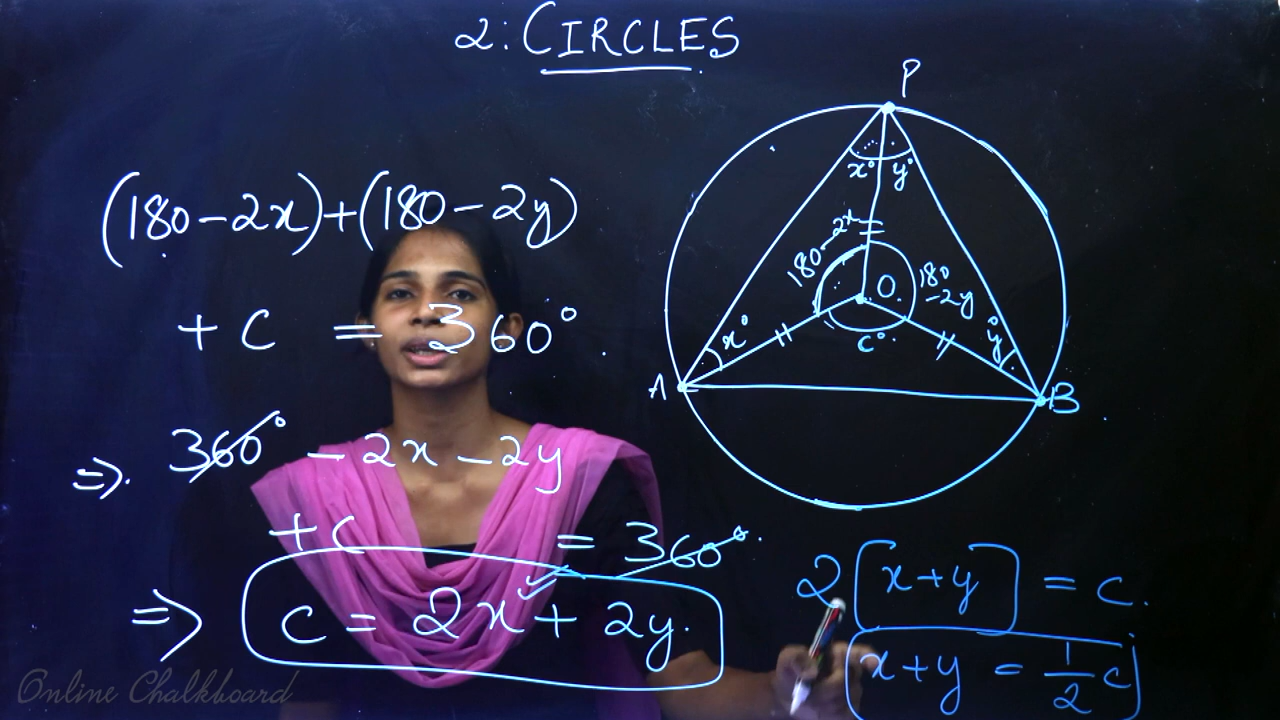 2: CIRCLES
P
x° y°
180-2x
180
-2y
O
c°
x°
y°
A
B
(180-2x)+(180-2y)
+ c = 360°
⇒ 360° - 2x - 2y
+ c = 360°
⇒ c = 2x + 2y
2[x+y] = c
x+y = 1/2 c
Online Chalkboard